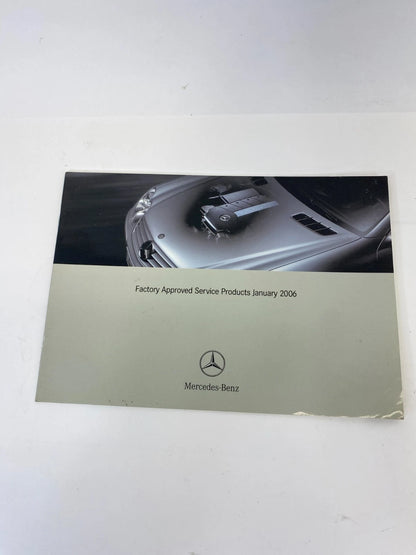 Factory Approved Service Products January 2006
Mercedes-Benz